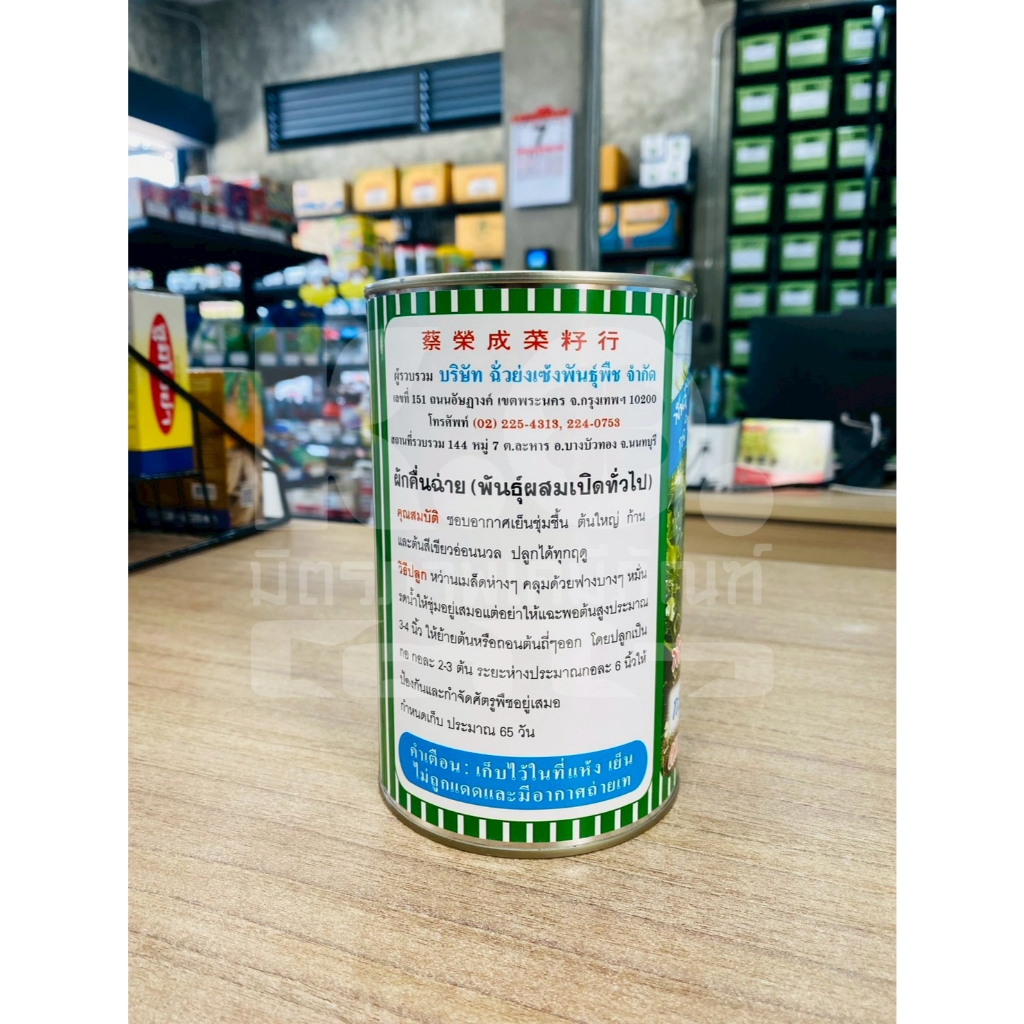 蔡榮成菜籽行
ผู้รวบรวม บริษัท ฉั่วย่งเซ้งพันธุ์พืช จำกัด
เลขที่ 151 ถนนอัษฎางค์ เขตพระนคร จ.กรุงเทพฯ 10200
โทรศัพท์ (02) 225-4313, 224-0753
สถานที่รวบรวม 144 หมู่ 7 ต.ละหาร อ.บางบัวทอง จ.นนทบุรี
ผักคื่นฉ่าย (พันธุ์ผสมเปิดทั่วไป)
คุณสมบัติ ชอบอากาศเย็นชุ่มชื้น ต้นใหญ่ ก้าน
และต้นสีเขียวอ่อนนวล ปลูกได้ทุกฤดู
วิธีปลูก หว่านเมล็ดห่างๆ คลุมด้วยฟางบางๆ หมั่น
รดน้ำให้ชุ่มอยู่เสมอแต่อย่าให้แฉะพอต้นสูงประมาณ
3-4 นิ้ว ให้ย้ายต้นหรือถอนต้นถี่ๆออก โดยปลูกเป็น
กอ กอละ 2-3 ต้น ระยะห่างประมาณกอละ 6 นิ้วให้
ป้องกันและกำจัดศัตรูพืชอยู่เสมอ
กำหนดเก็บ ประมาณ 65 วัน
คำเตือน : เก็บไว้ในที่แห้ง เย็น
ไม่ถูกแดดและมีอากาศถ่ายเท
7